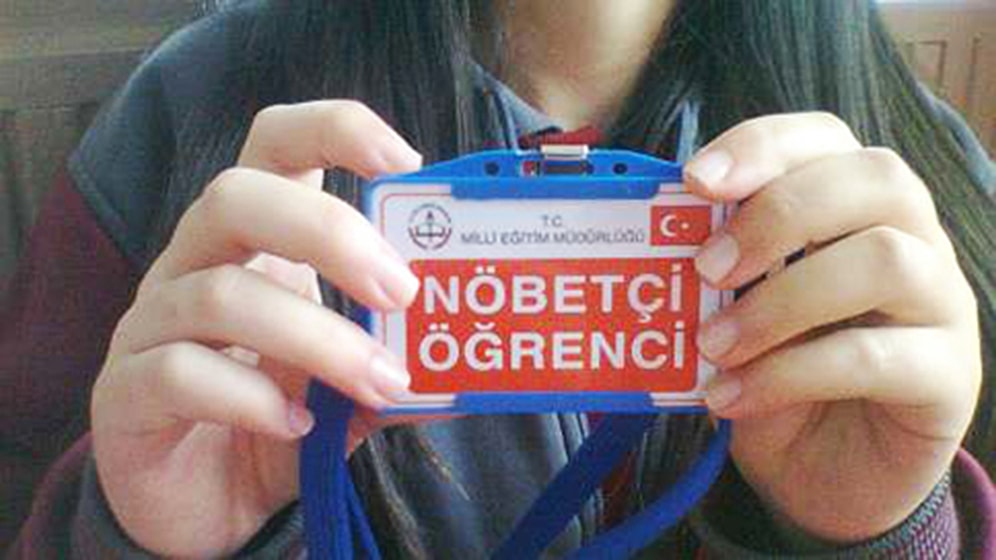 T.C.
MİLLİ EĞİTİM MÜDÜRLÜĞÜ
NÖBETÇİ
ÖĞRENCİ